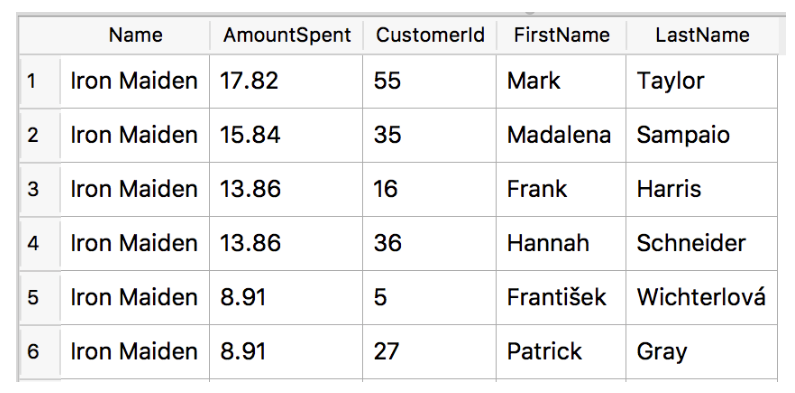 Name AmountSpent CustomerId FirstName LastName
1 Iron Maiden 17.82 55 Mark Taylor
2 Iron Maiden 15.84 35 Madalena Sampaio
3 Iron Maiden 13.86 16 Frank Harris
4 Iron Maiden 13.86 36 Hannah Schneider
5 Iron Maiden 8.91 5 František Wichterlová
6 Iron Maiden 8.91 27 Patrick Gray